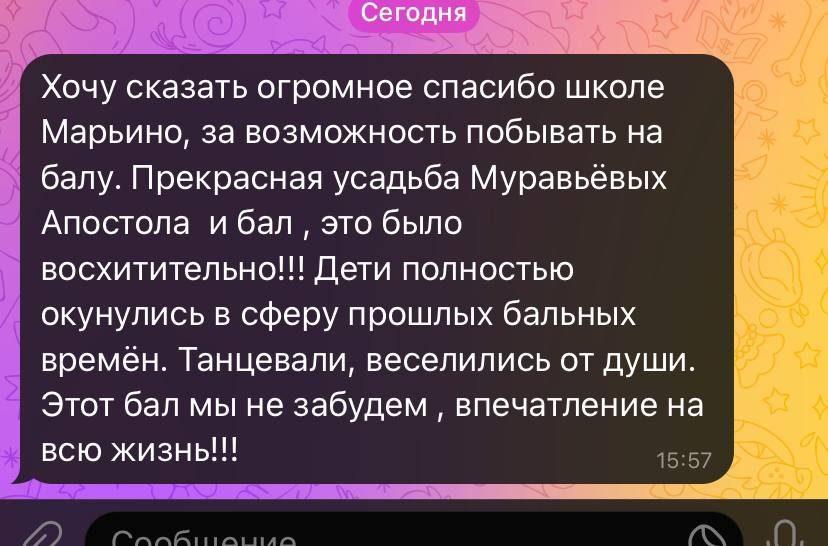 Сегодня
Хочу сказать огромное спасибо школе
Марьино, за возможность побывать на
балу. Прекрасная усадьба Муравьёвых
Апостола  и бал , это было
восхитительно!!! Дети полностью
окунулись в сферу прошлых бальных
времён. Танцевали, веселились от души.
Этот бал мы не забудем , впечатление на
всю жизнь!!!
15:57
Сообщение